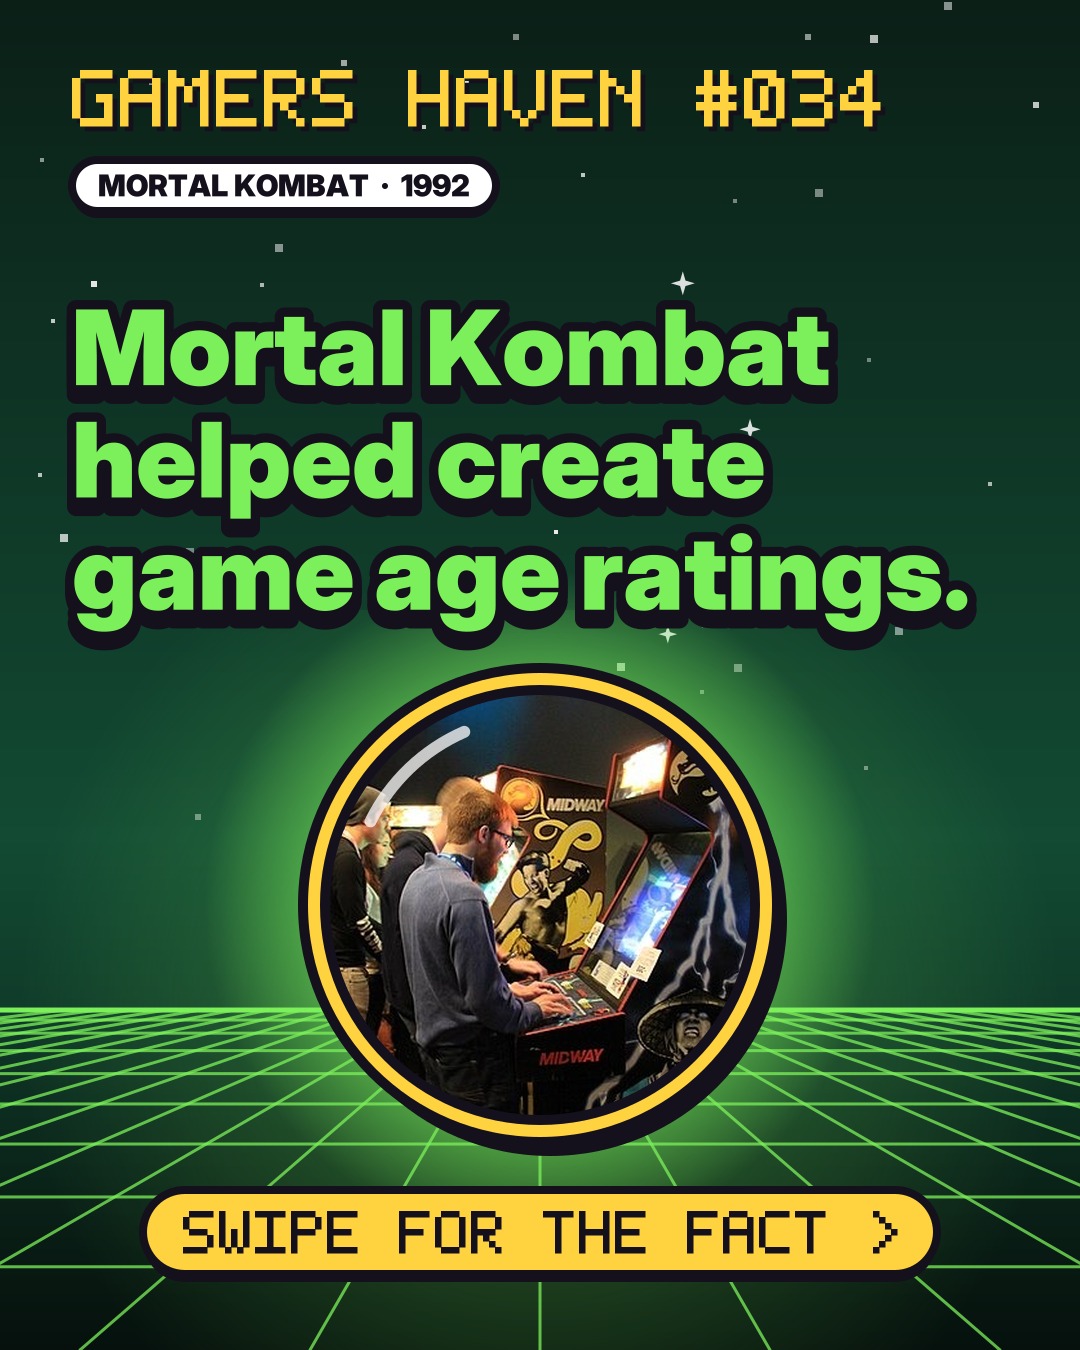 GAMERS HAVEN #034
MORTAL KOMBAT · 1992
Mortal Kombat
helped create
game age ratings.
MIDWAY
MIDWAY
SWIPE FOR THE FACT >